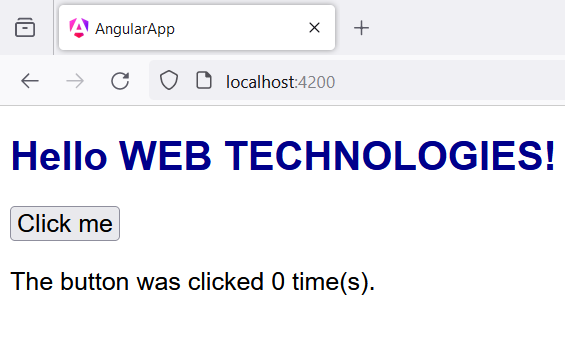 AngularApp
localhost:4200
Hello WEB TECHNOLOGIES!
Click me
The button was clicked 0 time(s).